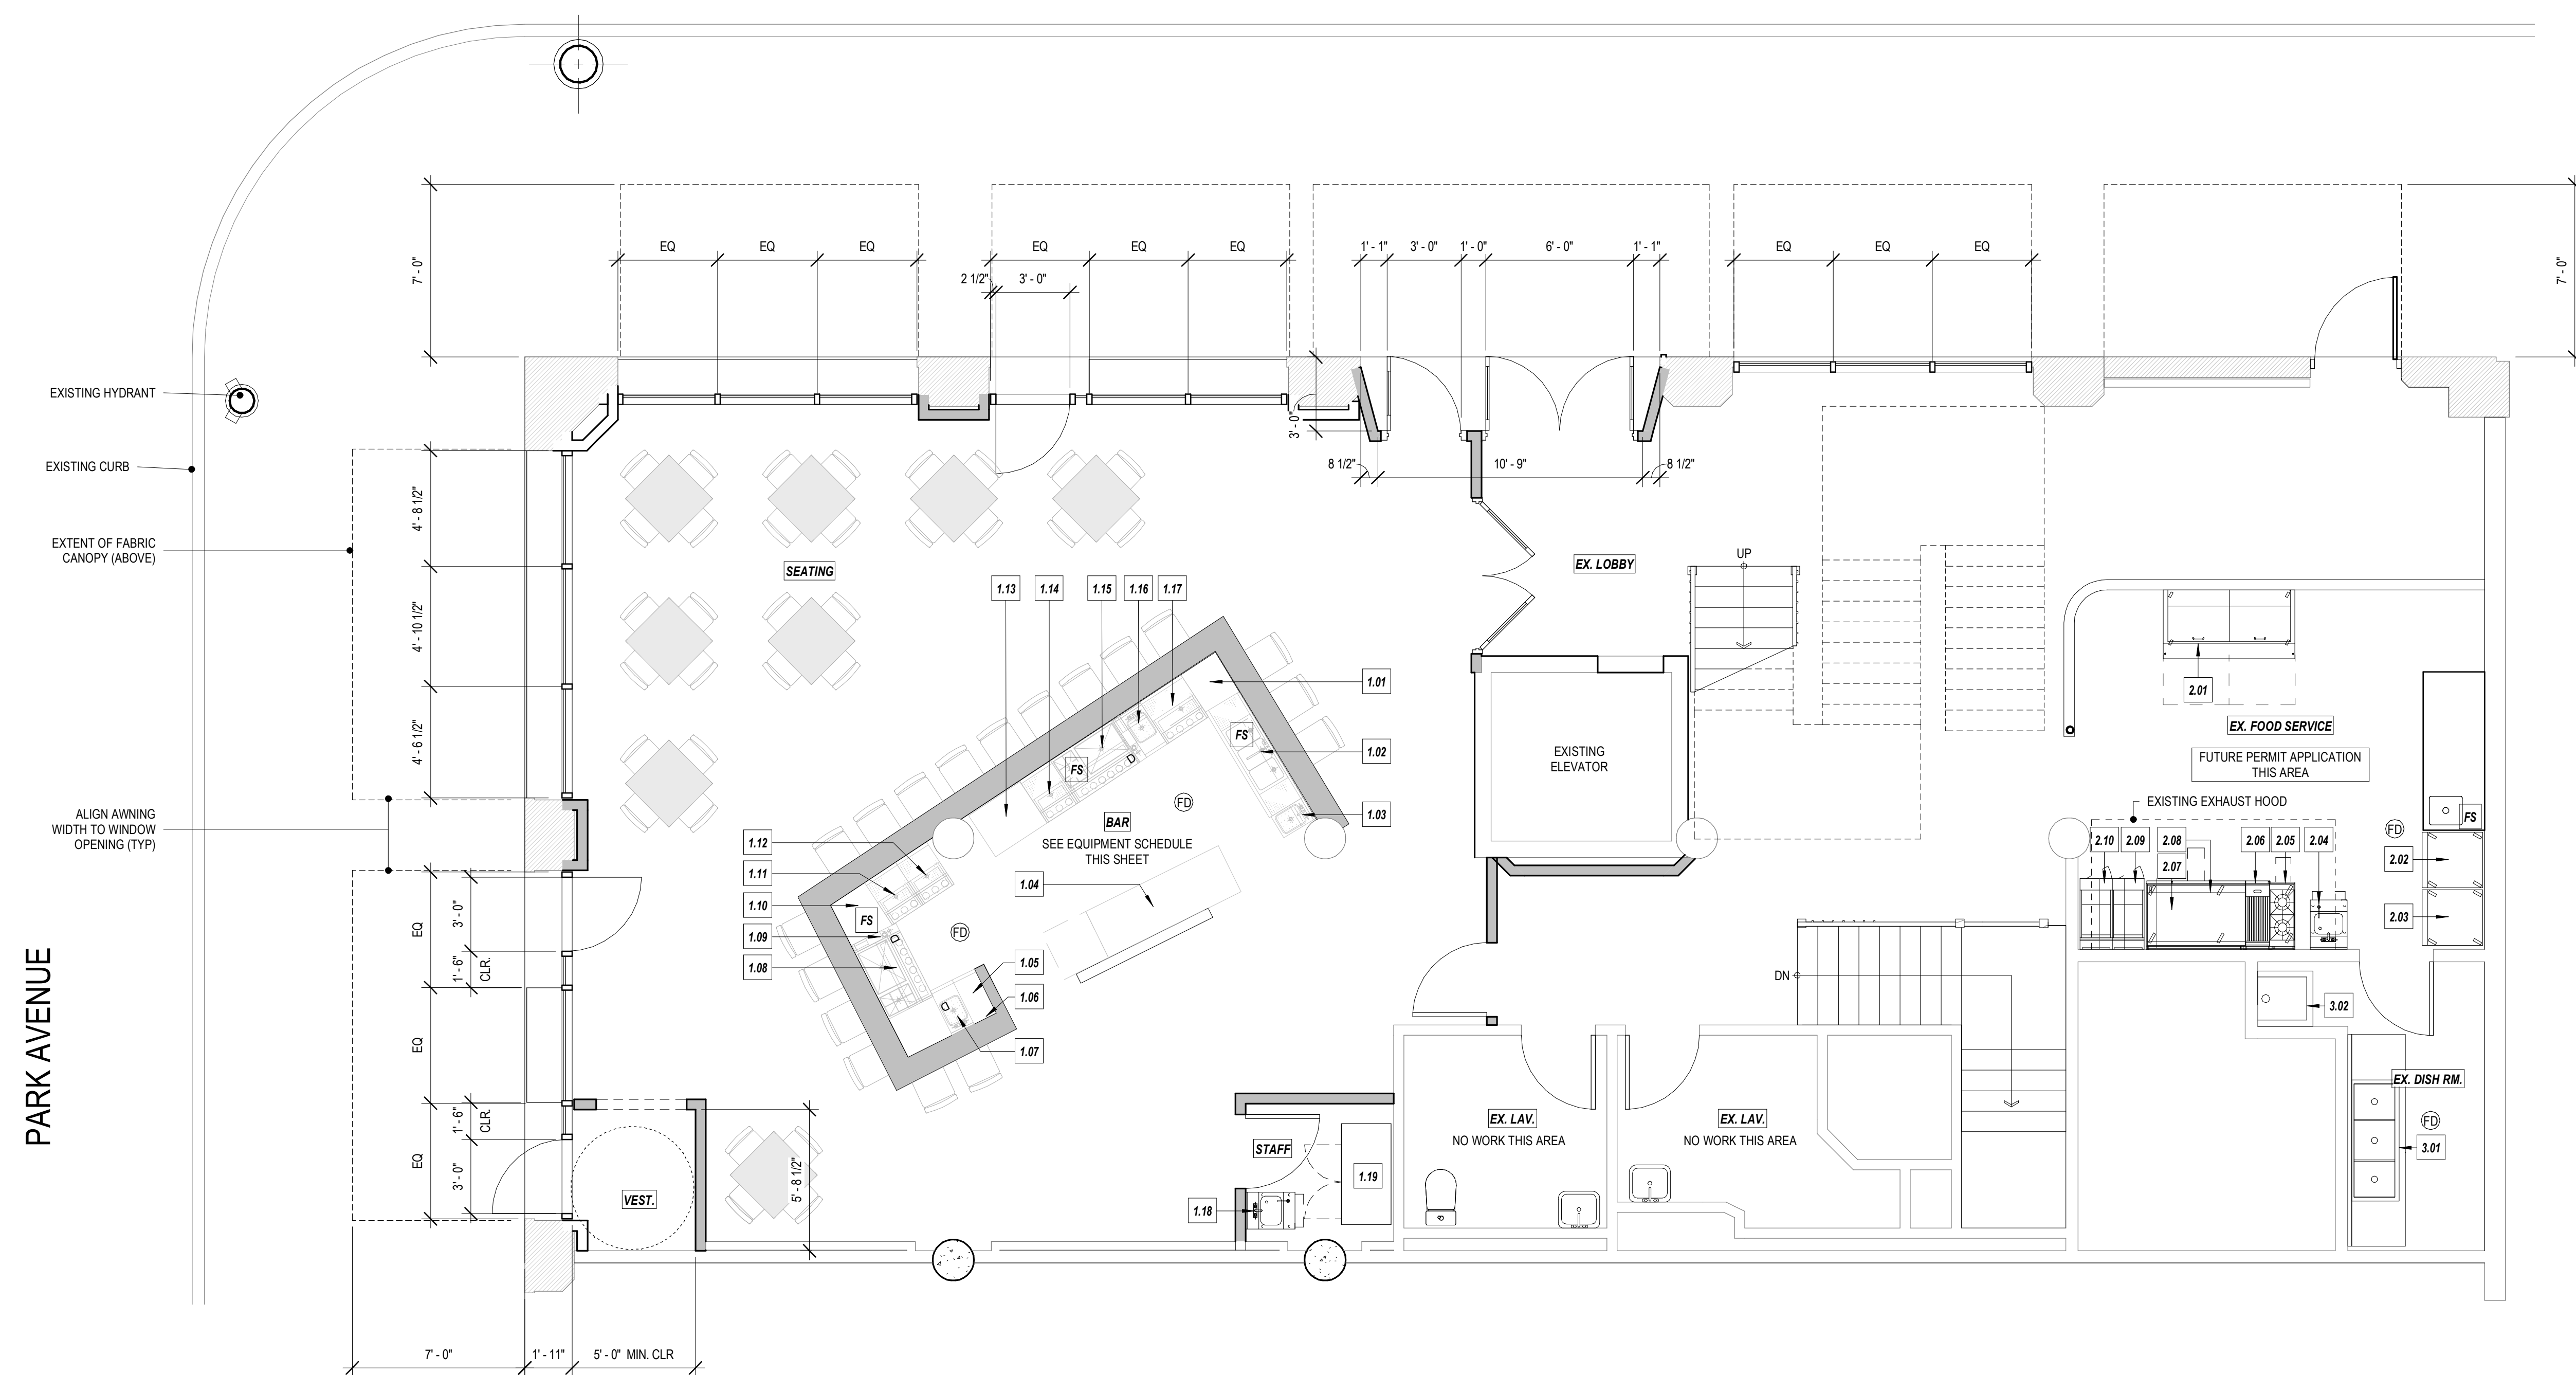 EQ EQ EQ EQ EQ EQ 1' - 1" 3' - 0" 1' - 0" 6' - 0" 1' - 1" EQ EQ EQ
7' - 0"
7' - 0"
2 1/2" 3' - 0"
EXISTING HYDRANT
3' - 0"
EXISTING CURB
8 1/2" 10' - 9" 8 1/2"
4' - 8 1/2"
EXTENT OF FABRIC
CANOPY (ABOVE)
SEATING
UP
EX. LOBBY
1.13 1.14 1.15 1.16 1.17
4' - 10 1/2"
1.01
2.01
4' - 6 1/2"
FS
EX. FOOD SERVICE
1.02
EXISTING
ELEVATOR
FUTURE PERMIT APPLICATION
THIS AREA
FS
FD
EXISTING EXHAUST HOOD
ALIGN AWNING
WIDTH TO WINDOW
OPENING (TYP)
BAR
SEE EQUIPMENT SCHEDULE
THIS SHEET
1.03
FS
FD
1.12
2.10 2.09 2.08 2.06 2.05 2.04
2.07
2.02
1.11
1.04
1.10
FS
2.03
EQ
3' - 0"
1.09
FD
1.08
1.05
1' - 6"
CLR.
DN
1.06
3.02
EQ
1.07
PARK AVENUE
EX. DISH RM.
1' - 6"
CLR.
EX. LAV.
NO WORK THIS AREA
EX. LAV.
NO WORK THIS AREA
FD
3.01
STAFF
EQ
3' - 0"
5' - 8 1/2"
1.19
VEST.
1.18
7' - 0" 1' - 11" 5' - 0" MIN. CLR